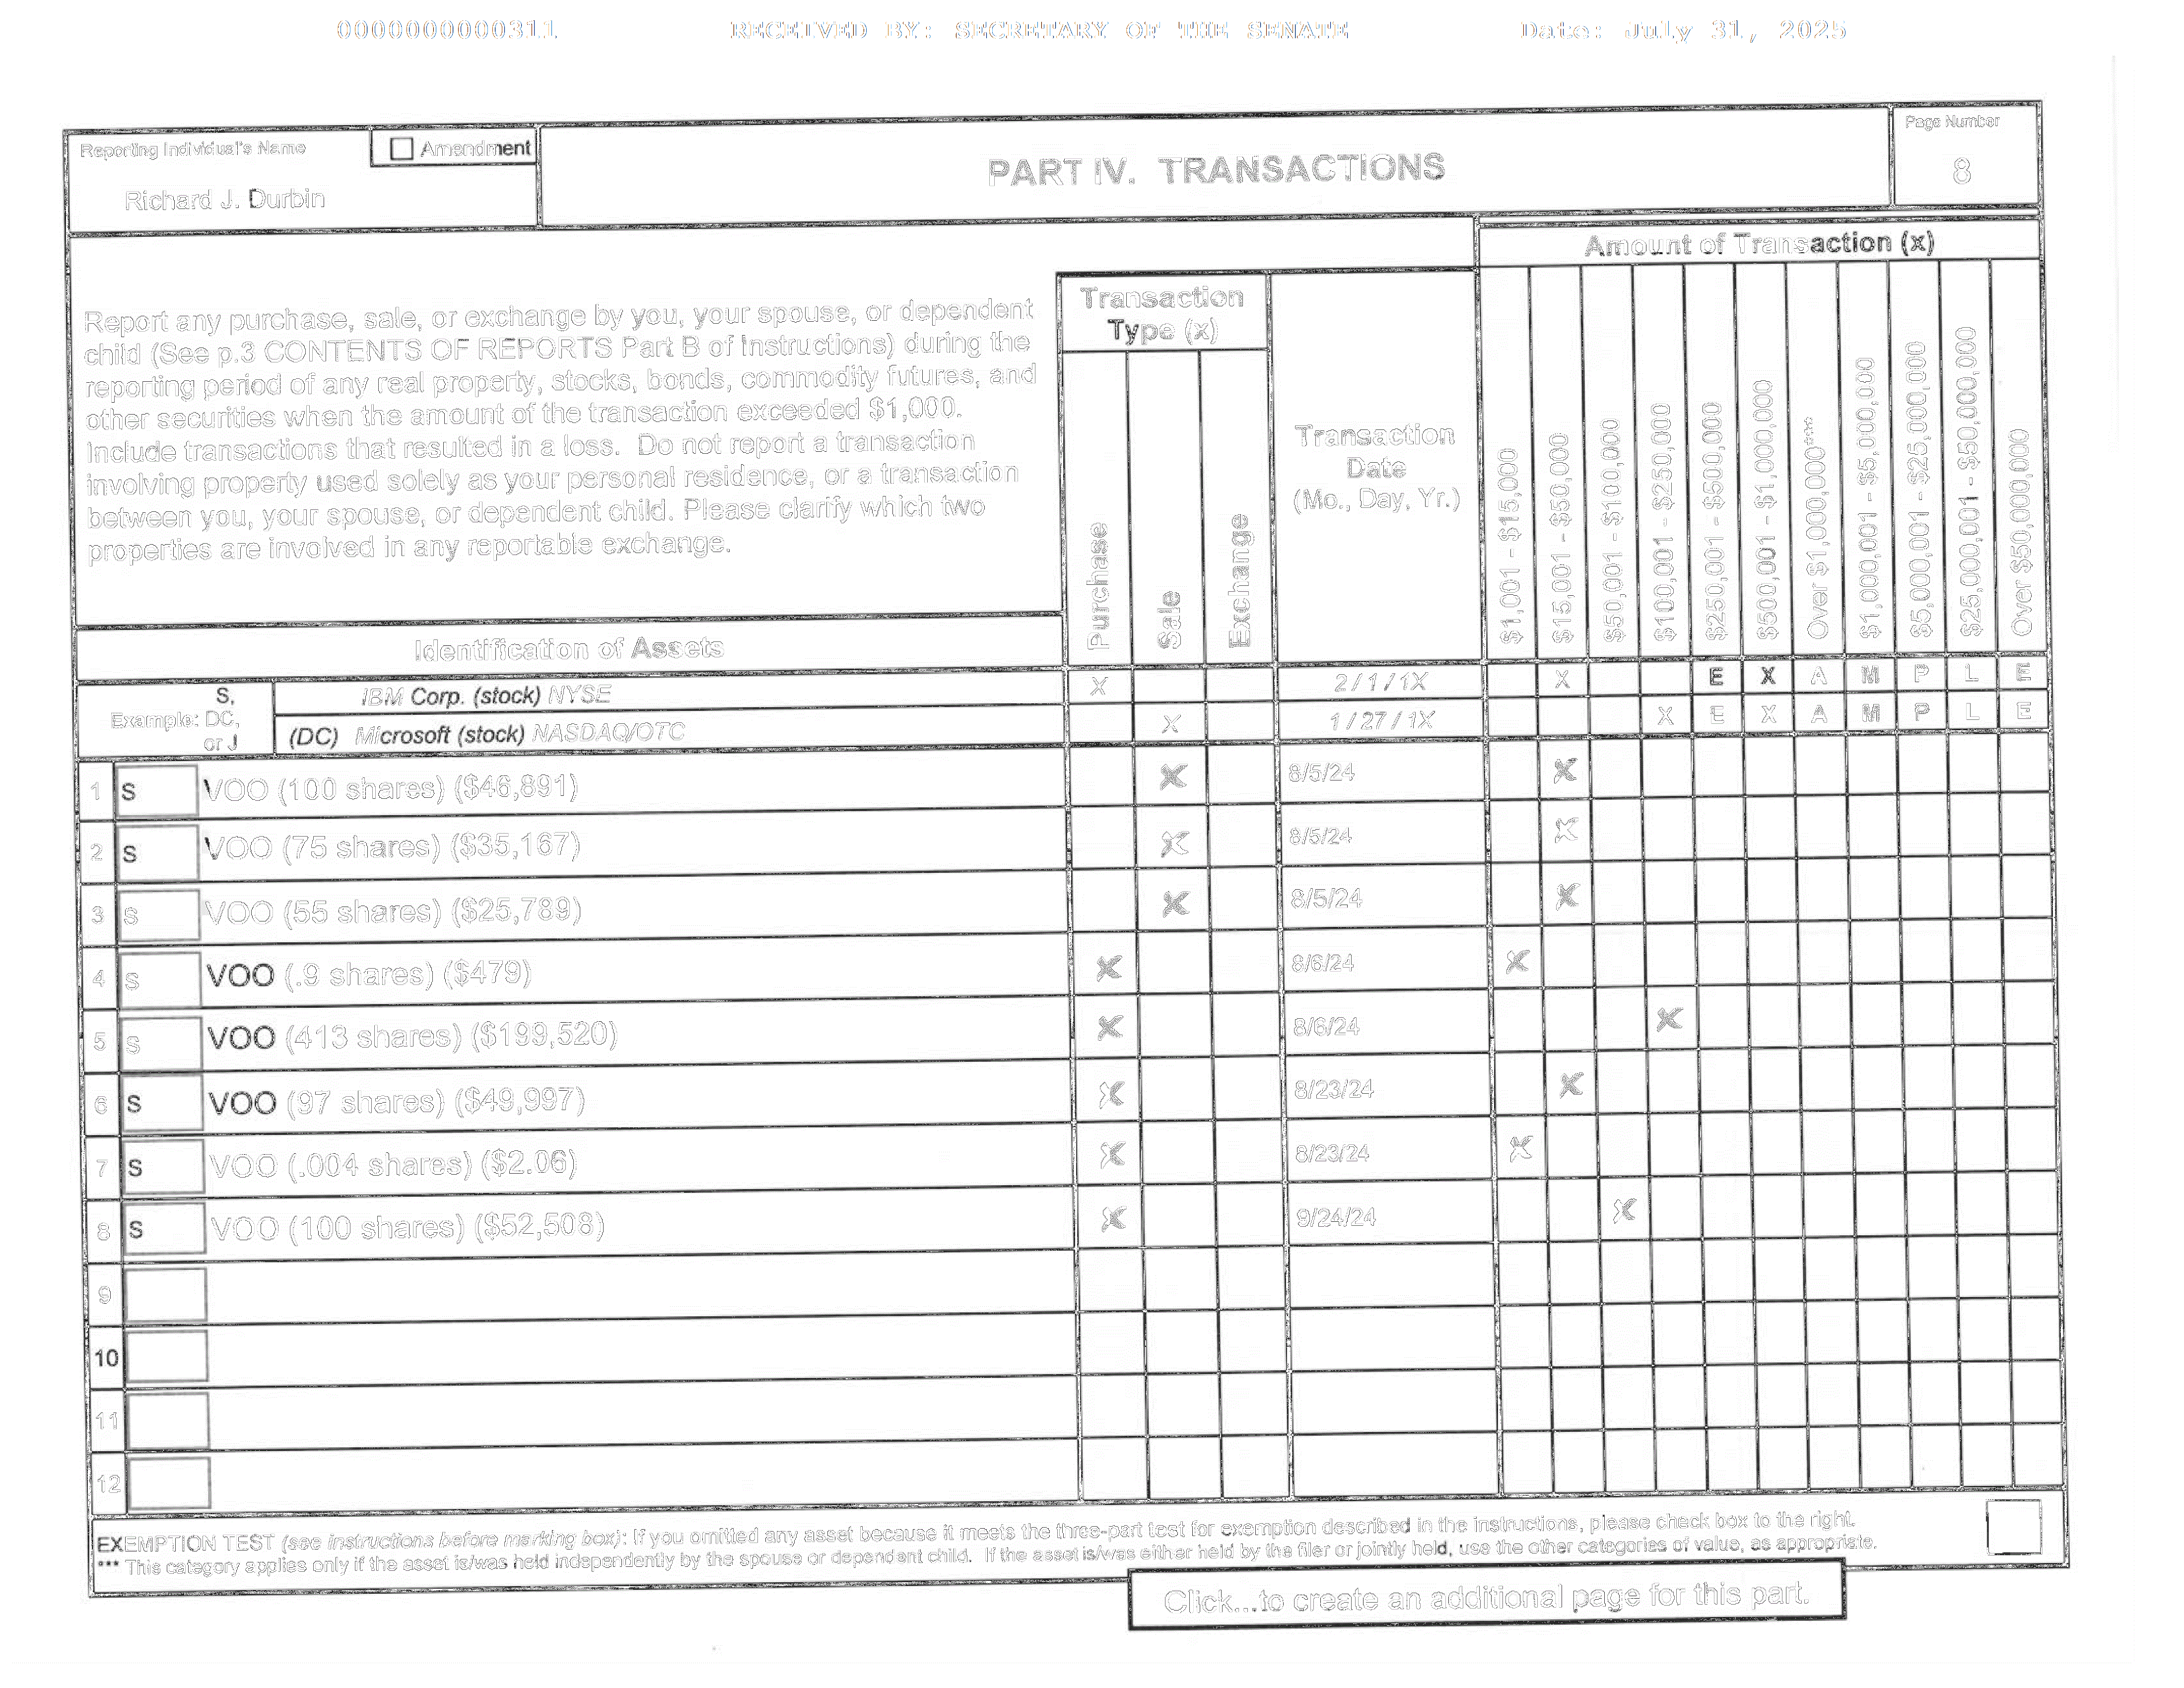 0000000000311 RECEIVED BY: SECRETARY OF THE SENATE Date: July 31, 2025
Reporting Individual's Name
Amendment
Richard J. Durbin
PART IV. TRANSACTIONS
Page Number
8
Report any purchase, sale, or exchange by you, your spouse, or dependent
child (See p.3 CONTENTS OF REPORTS Part B of Instructions) during the
reporting period of any real property, stocks, bonds, commodity futures, and
other securities when the amount of the transaction exceeded $1,000.
Include transactions that resulted in a loss. Do not report a transaction
involving property used solely as your personal residence, or a transaction
between you, your spouse, or dependent child. Please clarify which two
properties are involved in any reportable exchange.
Transaction
Type (x)
Purchase
Sale
Exchange
Transaction
Date
(Mo., Day, Yr.)
Amount of Transaction (x)
$1,001 - $15,000
$15,001 - $50,000
$50,001 - $100,000
$100,001 - $250,000
$250,001 - $500,000
$500,001 - $1,000,000
Over $1,000,000***
$1,000,001 - $5,000,000
$5,000,001 - $25,000,000
$25,000,001 - $50,000,000
Over $50,000,000
Identification of Assets
Example: S, DC, or J
IBM Corp. (stock) NYSE X 2/1/1X X E X A M P L E
(DC) Microsoft (stock) NASDAQ/OTC X 1/27/1X X E X A M P L E
1 S VOO (100 shares) ($46,891) X 8/5/24 X
2 S VOO (75 shares) ($35,167) X 8/5/24 X
3 S VOO (55 shares) ($25,789) X 8/5/24 X
4 S VOO (.9 shares) ($479) X 8/6/24 X
5 S VOO (413 shares) ($199,520) X 8/6/24 X
6 S VOO (97 shares) ($49,997) X 8/23/24 X
7 S VOO (.004 shares) ($2.06) X 8/23/24 X
8 S VOO (100 shares) ($52,508) X 9/24/24 X
9
10
11
12
EXEMPTION TEST (see instructions before marking box): If you omitted any asset because it meets the three-part test for exemption described in the instructions, please check box to the right.
*** This category applies only if the asset is/was held independently by the spouse or dependent child. If the asset is/was either held by the filer or jointly held, use the other categories of value, as appropriate.
Click...to create an additional page for this part.